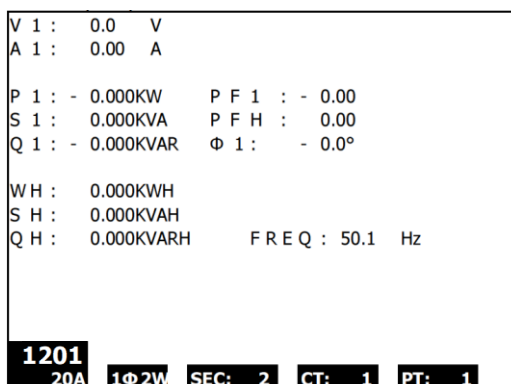 V 1 : 0.0 V
A 1 : 0.00 A
P 1 : - 0.000KW P F 1 : - 0.00
S 1 : 0.000KVA P F H : 0.00
Q 1 : - 0.000KVAR Φ 1 : - 0.0°
W H : 0.000KWH
S H : 0.000KVAH
Q H : 0.000KVARH F R E Q : 50.1 Hz
1201
20A 1Φ2W SEC: 2 CT: 1 PT: 1